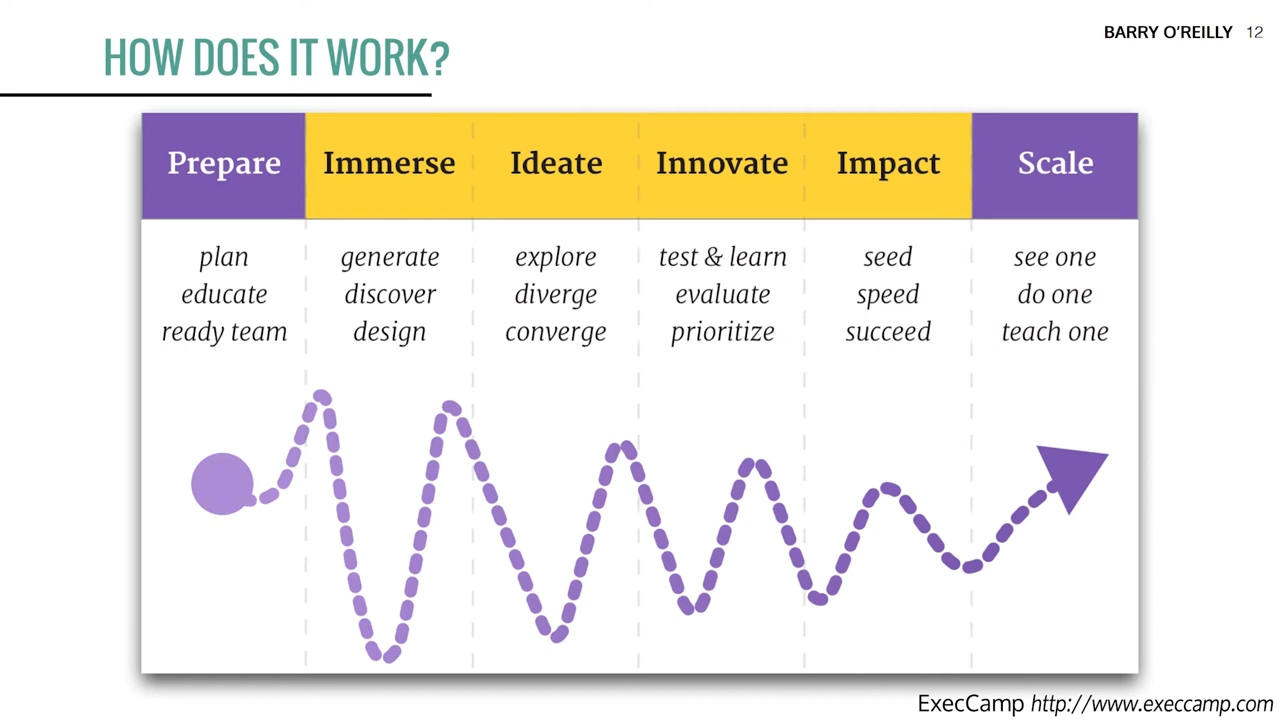 HOW DOES IT WORK?
BARRY O'REILLY 12
Prepare Immerse Ideate Innovate Impact Scale
plan generate explore test & learn seed see one
educate discover diverge evaluate speed do one
ready team design converge prioritize succeed teach one
ExecCamp http://www.execcamp.com